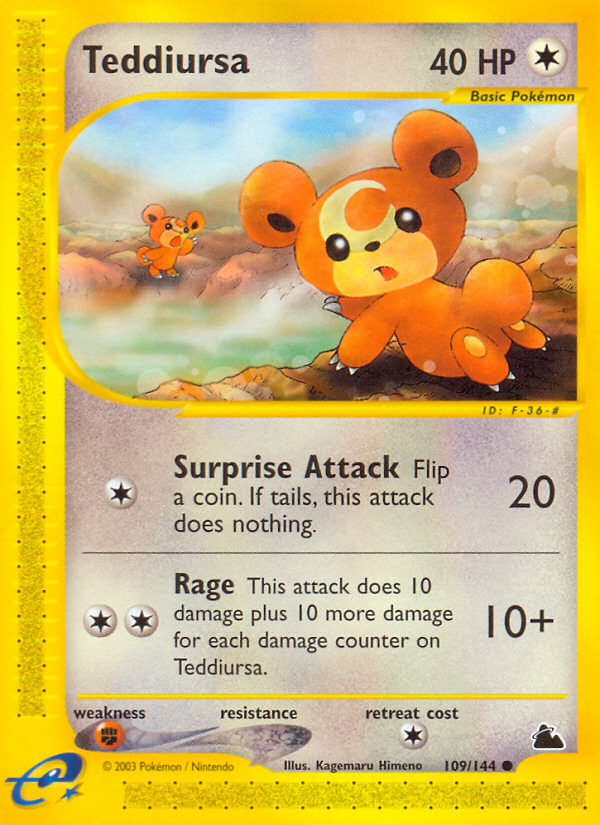 Teddiursa 40 HP
Basic Pokémon
ID: F-36-#
Surprise Attack Flip
a coin. If tails, this attack
does nothing.
20
Rage This attack does 10
damage plus 10 more damage
for each damage counter on
Teddiursa.
10+
weakness resistance retreat cost
© 2003 Pokémon / Nintendo Illus. Kagemaru Himeno 109/144
e